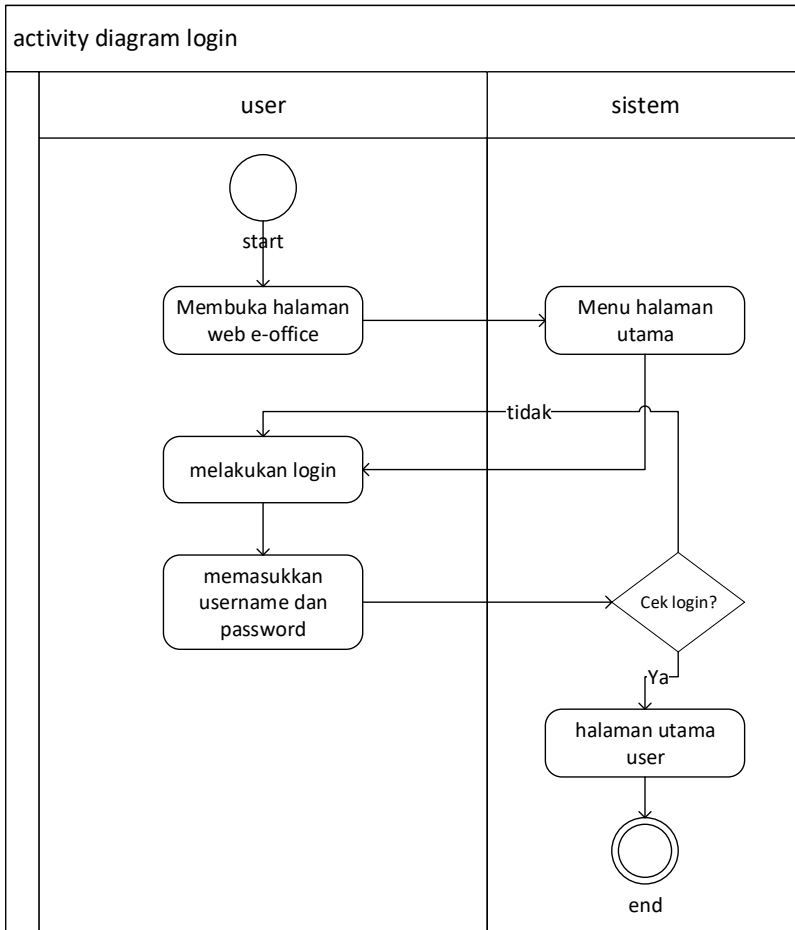 activity diagram login
user
sistem
start
Membuka halaman
web e-office
Menu halaman
utama
tidak
melakukan login
memasukkan
username dan
password
Cek login?
Ya
halaman utama
user
end